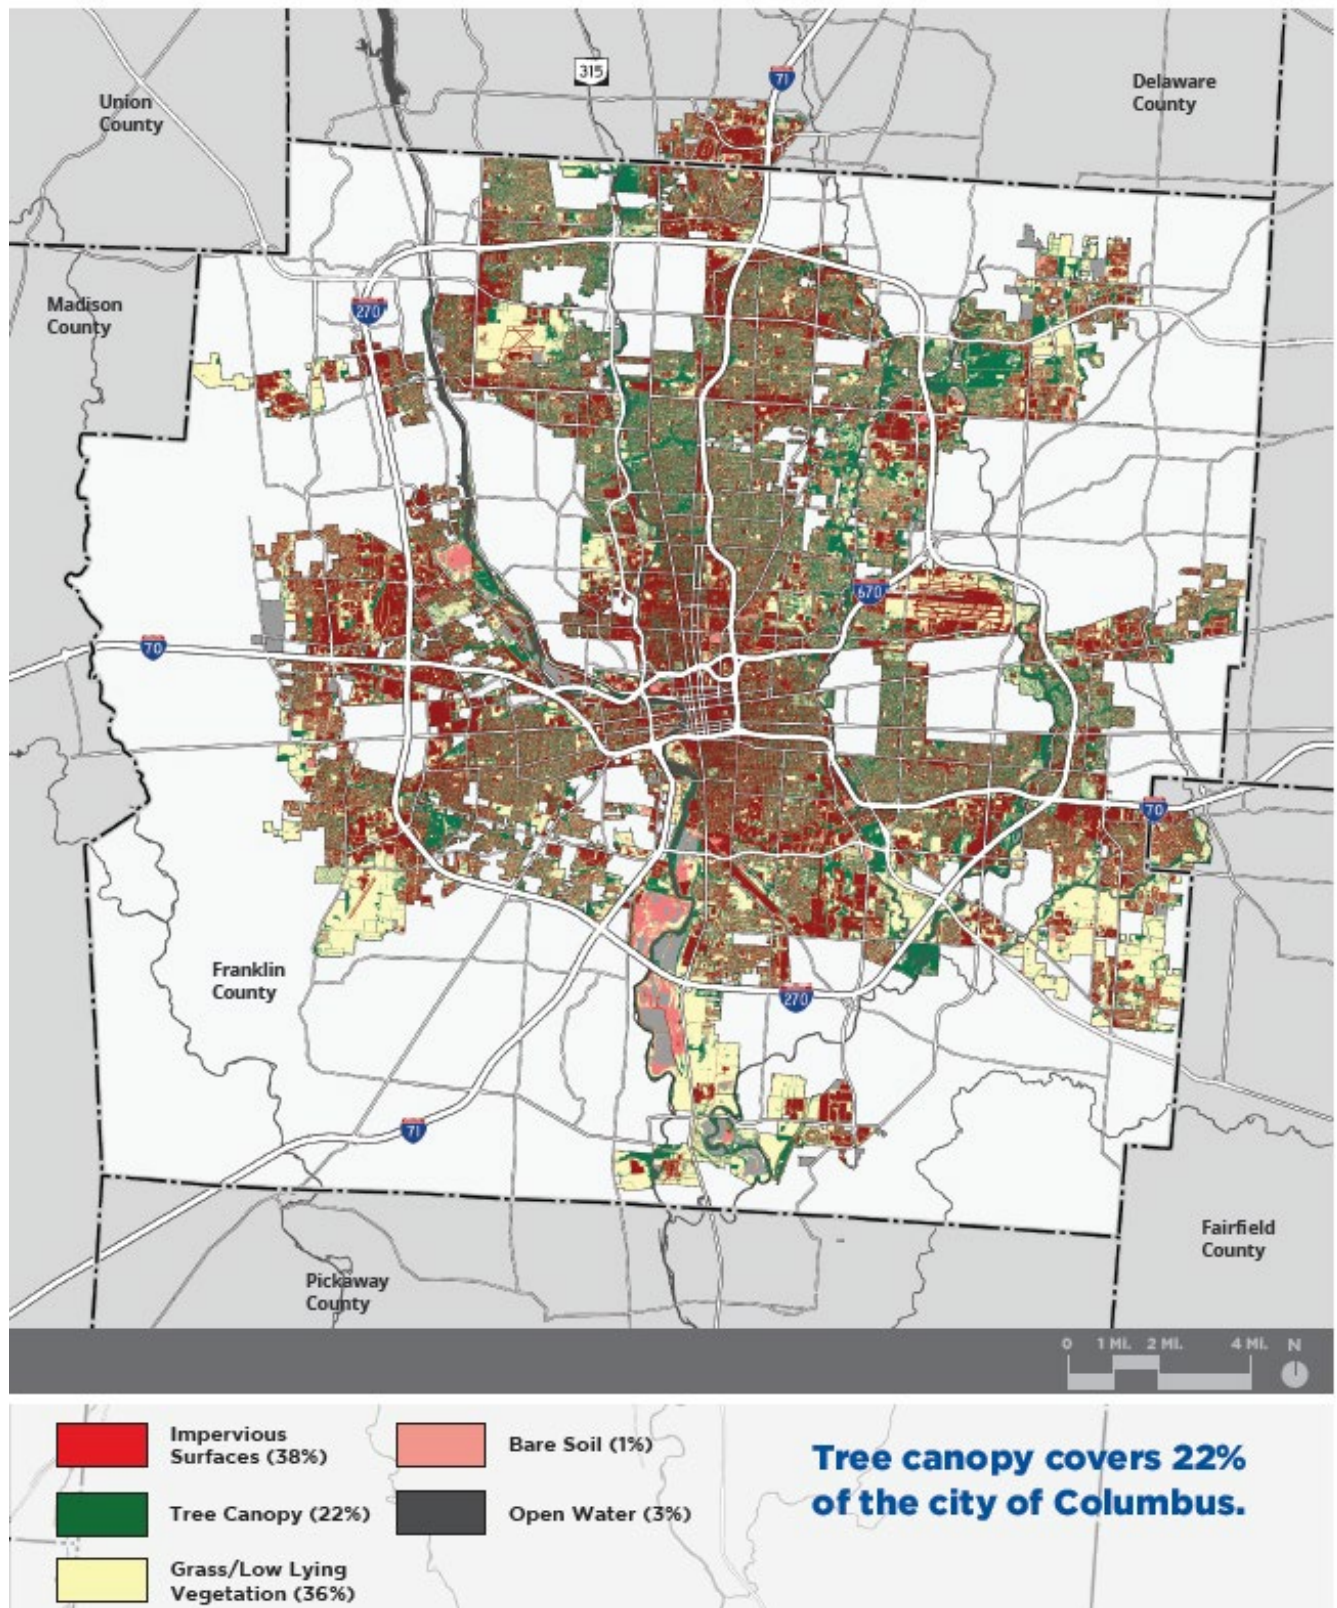 315
71
Delaware
County
Union
County
Madison
County
270
670
70
70
Franklin
County
270
71
Fairfield
County
Pickaway
County
0 1 MI. 2 MI. 4 MI. N
Impervious
Surfaces (38%)
Tree Canopy (22%)
Grass/Low Lying
Vegetation (36%)
Bare Soil (1%)
Open Water (3%)
Tree canopy covers 22%
of the city of Columbus.